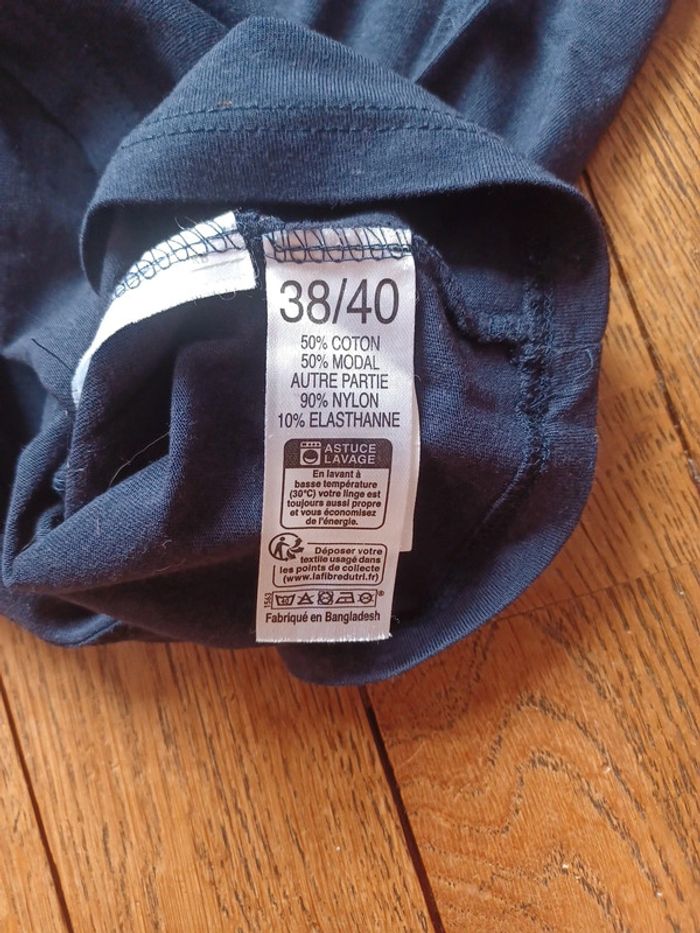 38/40
50% COTON
50% MODAL
AUTRE PARTIE
90% NYLON
10% ELASTHANNE
ASTUCE
LAVAGE
En lavant à
basse température
(30°C) votre linge est
toujours aussi propre
et vous économisez
de l'énergie.
Déposer votre
textile usagé dans
les points de collecte
(www.lafibredutri.fr)
1563
Fabriqué en Bangladesh